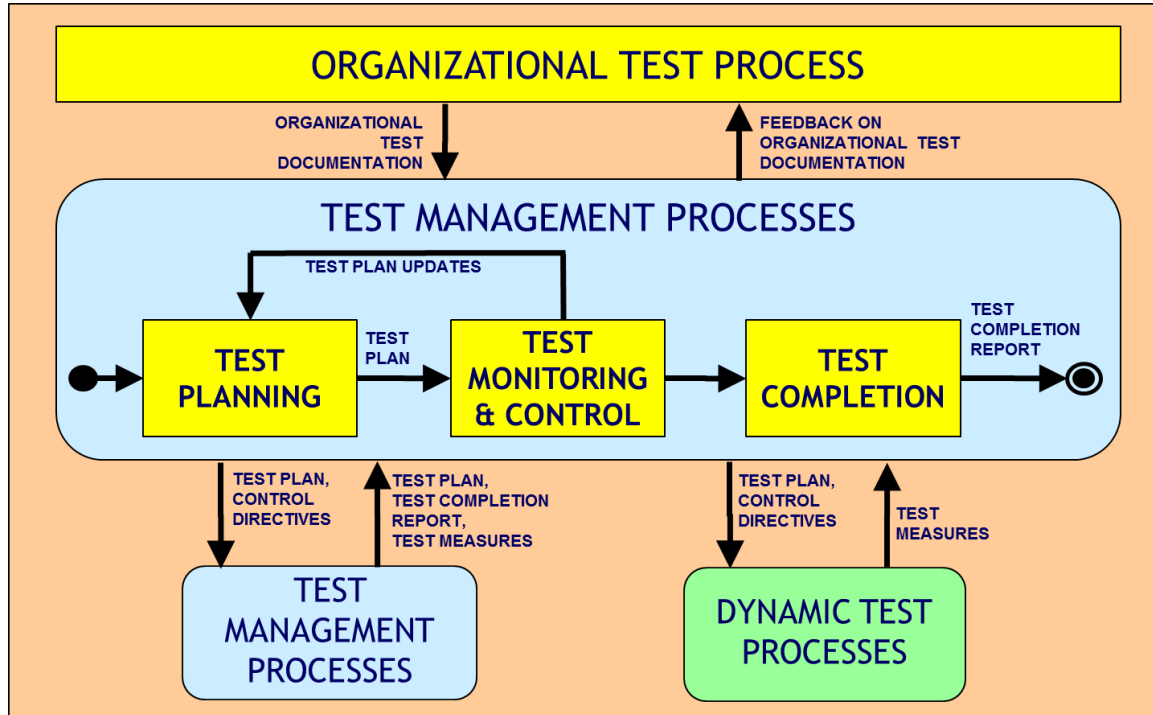 ORGANIZATIONAL TEST PROCESS
ORGANIZATIONAL
TEST
DOCUMENTATION
FEEDBACK ON
ORGANIZATIONAL TEST
DOCUMENTATION
TEST MANAGEMENT PROCESSES
TEST PLAN UPDATES
TEST
PLANNING
TEST
PLAN
TEST
MONITORING
& CONTROL
TEST
COMPLETION
TEST
COMPLETION
REPORT
TEST PLAN,
CONTROL
DIRECTIVES
TEST PLAN,
TEST COMPLETION
REPORT,
TEST MEASURES
TEST PLAN,
CONTROL
DIRECTIVES
TEST
MEASURES
TEST
MANAGEMENT
PROCESSES
DYNAMIC TEST
PROCESSES